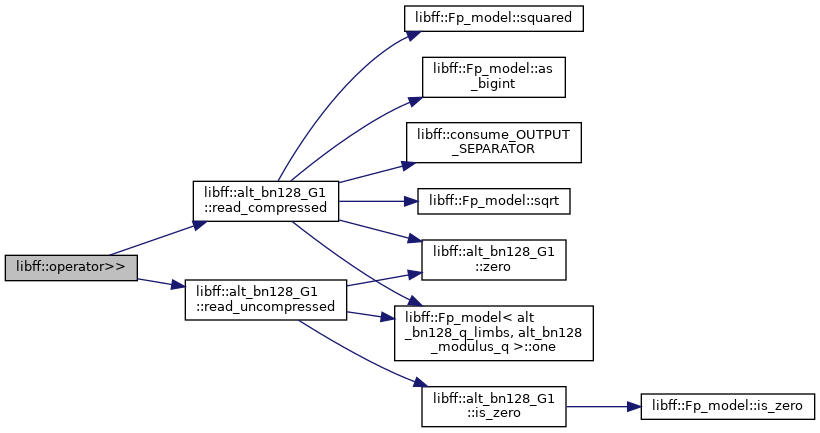 libff::Fp_model::squared
libff::Fp_model::as
_bigint
libff::consume_OUTPUT
_SEPARATOR
libff::alt_bn128_G1
::read_compressed
libff::Fp_model::sqrt
libff::alt_bn128_G1
::zero
libff::operator>>
libff::alt_bn128_G1
::read_uncompressed
libff::Fp_model< alt
_bn128_q_limbs, alt_bn128
_modulus_q >::one
libff::alt_bn128_G1
::is_zero
libff::Fp_model::is_zero